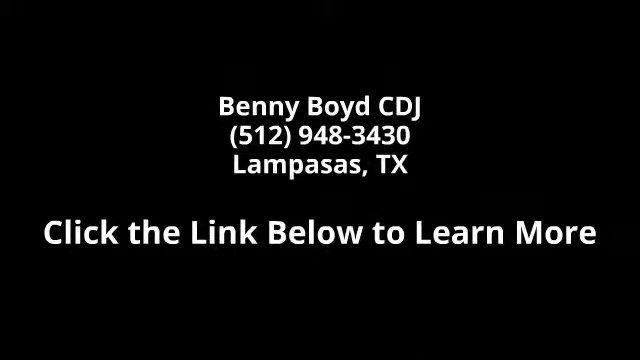 Benny Boyd CDJ
(512) 948-3430
Lampasas, TX
Click the Link Below to Learn More